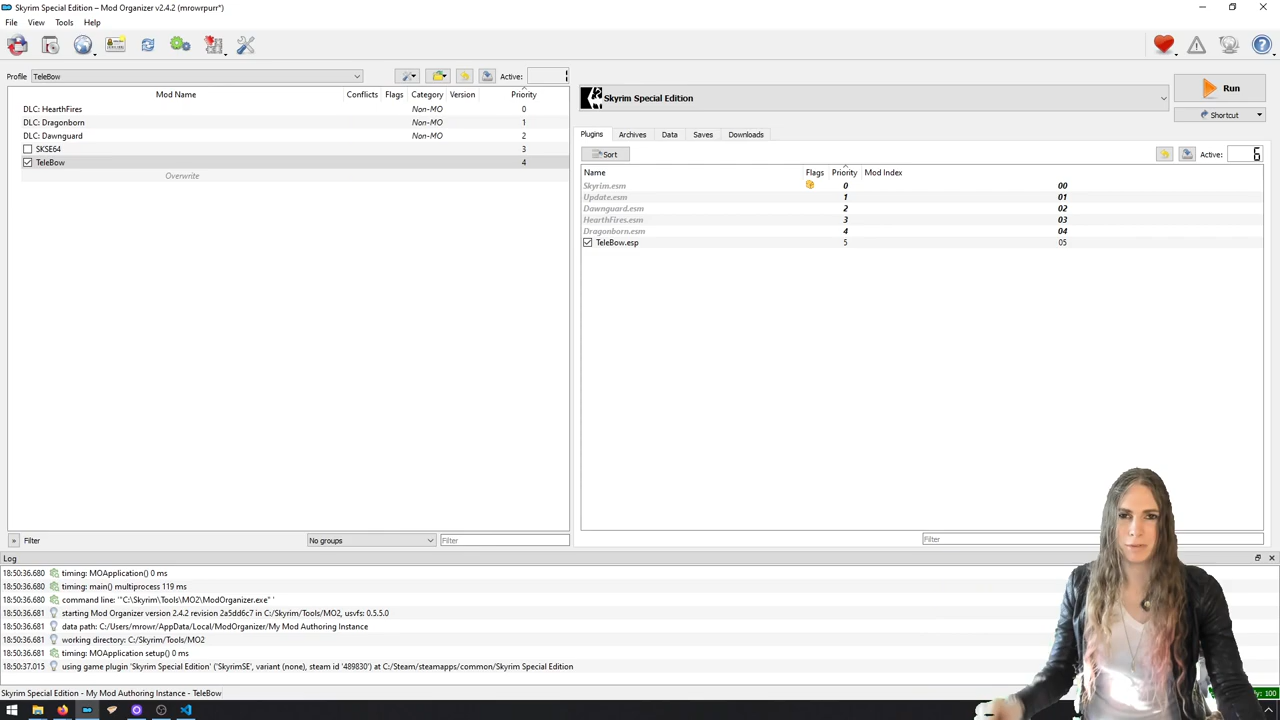 Skyrim Special Edition – Mod Organizer v2.4.2 (mrowrpurr*)
File View Tools Help
Profile TeleBow Active: 1
Mod Name Conflicts Flags Category Version Priority
DLC: HearthFires Non-MO 0
DLC: Dragonborn Non-MO 1
DLC: Dawnguard Non-MO 2
SKSE64 3
TeleBow 4
Overwrite
» Filter No groups Filter
Skyrim Special Edition
Run
Shortcut
Plugins Archives Data Saves Downloads
Sort Active: 6
Name Flags Priority Mod Index
Skyrim.esm 0 00
Update.esm 1 01
Dawnguard.esm 2 02
HearthFires.esm 3 03
Dragonborn.esm 4 04
TeleBow.esp 5 05
Filter
Log
18:50:36.680 timing: MOApplication() 0 ms
18:50:36.680 timing: main() multiprocess 119 ms
18:50:36.680 command line: '"C:\Skyrim\Tools\MO2\ModOrganizer.exe" '
18:50:36.681 starting Mod Organizer version 2.4.2 revision 2a5dd6c7 in C:/Skyrim/Tools/MO2, usvfs: 0.5.5.0
18:50:36.681 data path: C:/Users/mrowr/AppData/Local/ModOrganizer/My Mod Authoring Instance
18:50:36.681 working directory: C:/Skyrim/Tools/MO2
18:50:36.681 timing: MOApplication setup() 0 ms
18:50:37.015 using game plugin 'Skyrim Special Edition' ('SkyrimSE', variant (none), steam id '489830') at C:/Steam/steamapps/common/Skyrim Special Edition
Skyrim Special Edition - My Mod Authoring Instance - TeleBow 100